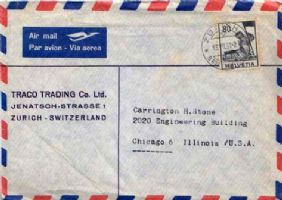 Air mail
Par avion - Via aerea
80
HELVETIA
TRACO TRADING Co. Ltd.
JENATSCH-STRASSE 1
ZURICH - SWITZERLAND
Carrington H.Stone
2020 Engineering Building
Chicago 6 Illinois /U.S.A.